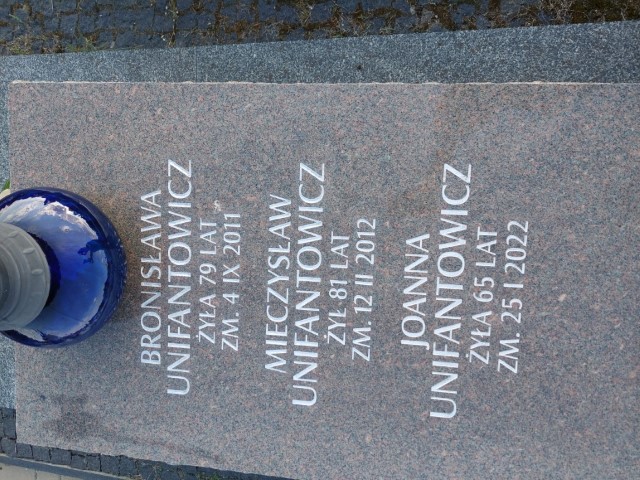 BRONISŁAWA
UNIFANTOWICZ
ŻYŁA 79 LAT
ZM. 4 IX 2011
MIECZYSŁAW
UNIFANTOWICZ
ŻYŁ 81 LAT
ZM. 12 II 2012
JOANNA
UNIFANTOWICZ
ŻYŁA 65 LAT
ZM. 25 I 2022